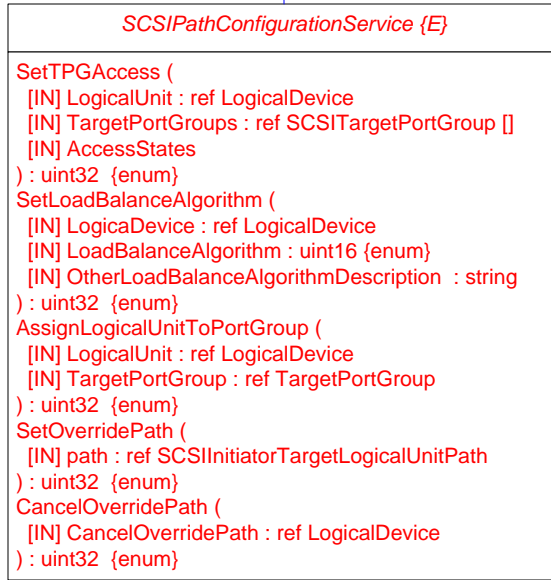 SCSIPathConfigurationService {E}
SetTPGAccess (
[IN] LogicalUnit : ref LogicalDevice
[IN] TargetPortGroups : ref SCSITargetPortGroup []
[IN] AccessStates
) : uint32 {enum}
SetLoadBalanceAlgorithm (
[IN] LogicaDevice : ref LogicalDevice
[IN] LoadBalanceAlgorithm : uint16 {enum}
[IN] OtherLoadBalanceAlgorithmDescription : string
) : uint32 {enum}
AssignLogicalUnitToPortGroup (
[IN] LogicalUnit : ref LogicalDevice
[IN] TargetPortGroup : ref TargetPortGroup
) : uint32 {enum}
SetOverridePath (
[IN] path : ref SCSIInitiatorTargetLogicalUnitPath
) : uint32 {enum}
CancelOverridePath (
[IN] CancelOverridePath : ref LogicalDevice
) : uint32 {enum}